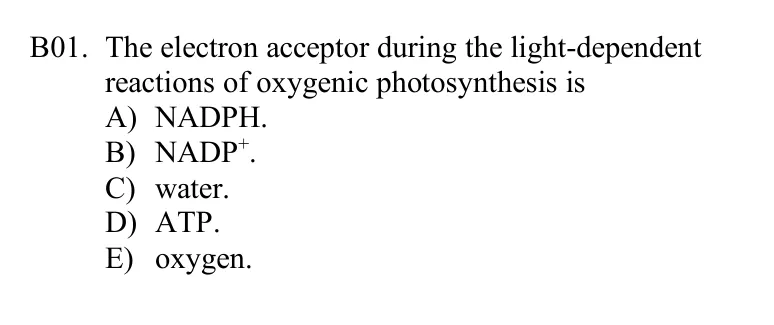 B01. The electron acceptor during the light-dependent
reactions of oxygenic photosynthesis is
A) NADPH.
B) NADP⁺.
C) water.
D) ATP.
E) oxygen.